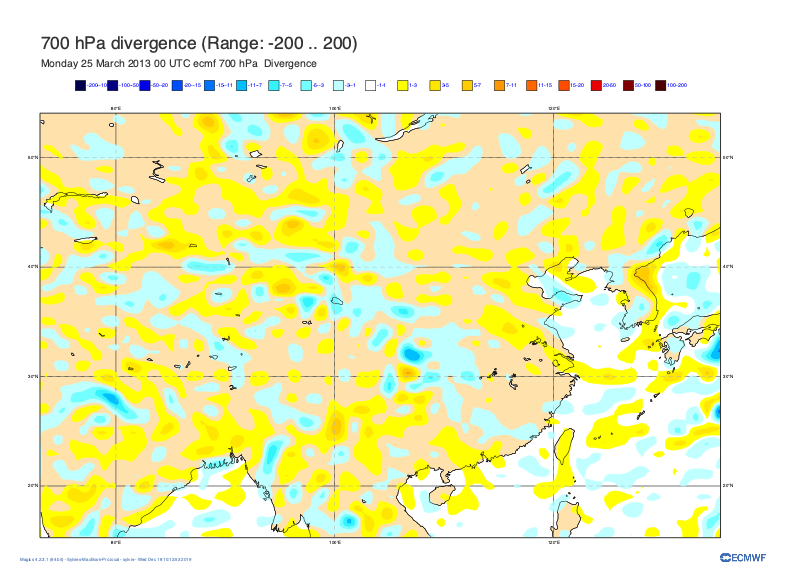 700 hPa divergence (Range: -200 .. 200)
Monday 25 March 2013 00 UTC ecmf 700 hPa Divergence
-200-100 -100-50 -50-20 -20-15 -15-11 -11-7 -7-5 -5-3 -3-1 -1-1 1-3 3-5 5-7 7-11 11-15 15-20 20-50 50-100 100-200
80°E 100°E 120°E
50°N 50°N
40°N 40°N
30°N 30°N
20°N 20°N
80°E 100°E 120°E
ECMWF